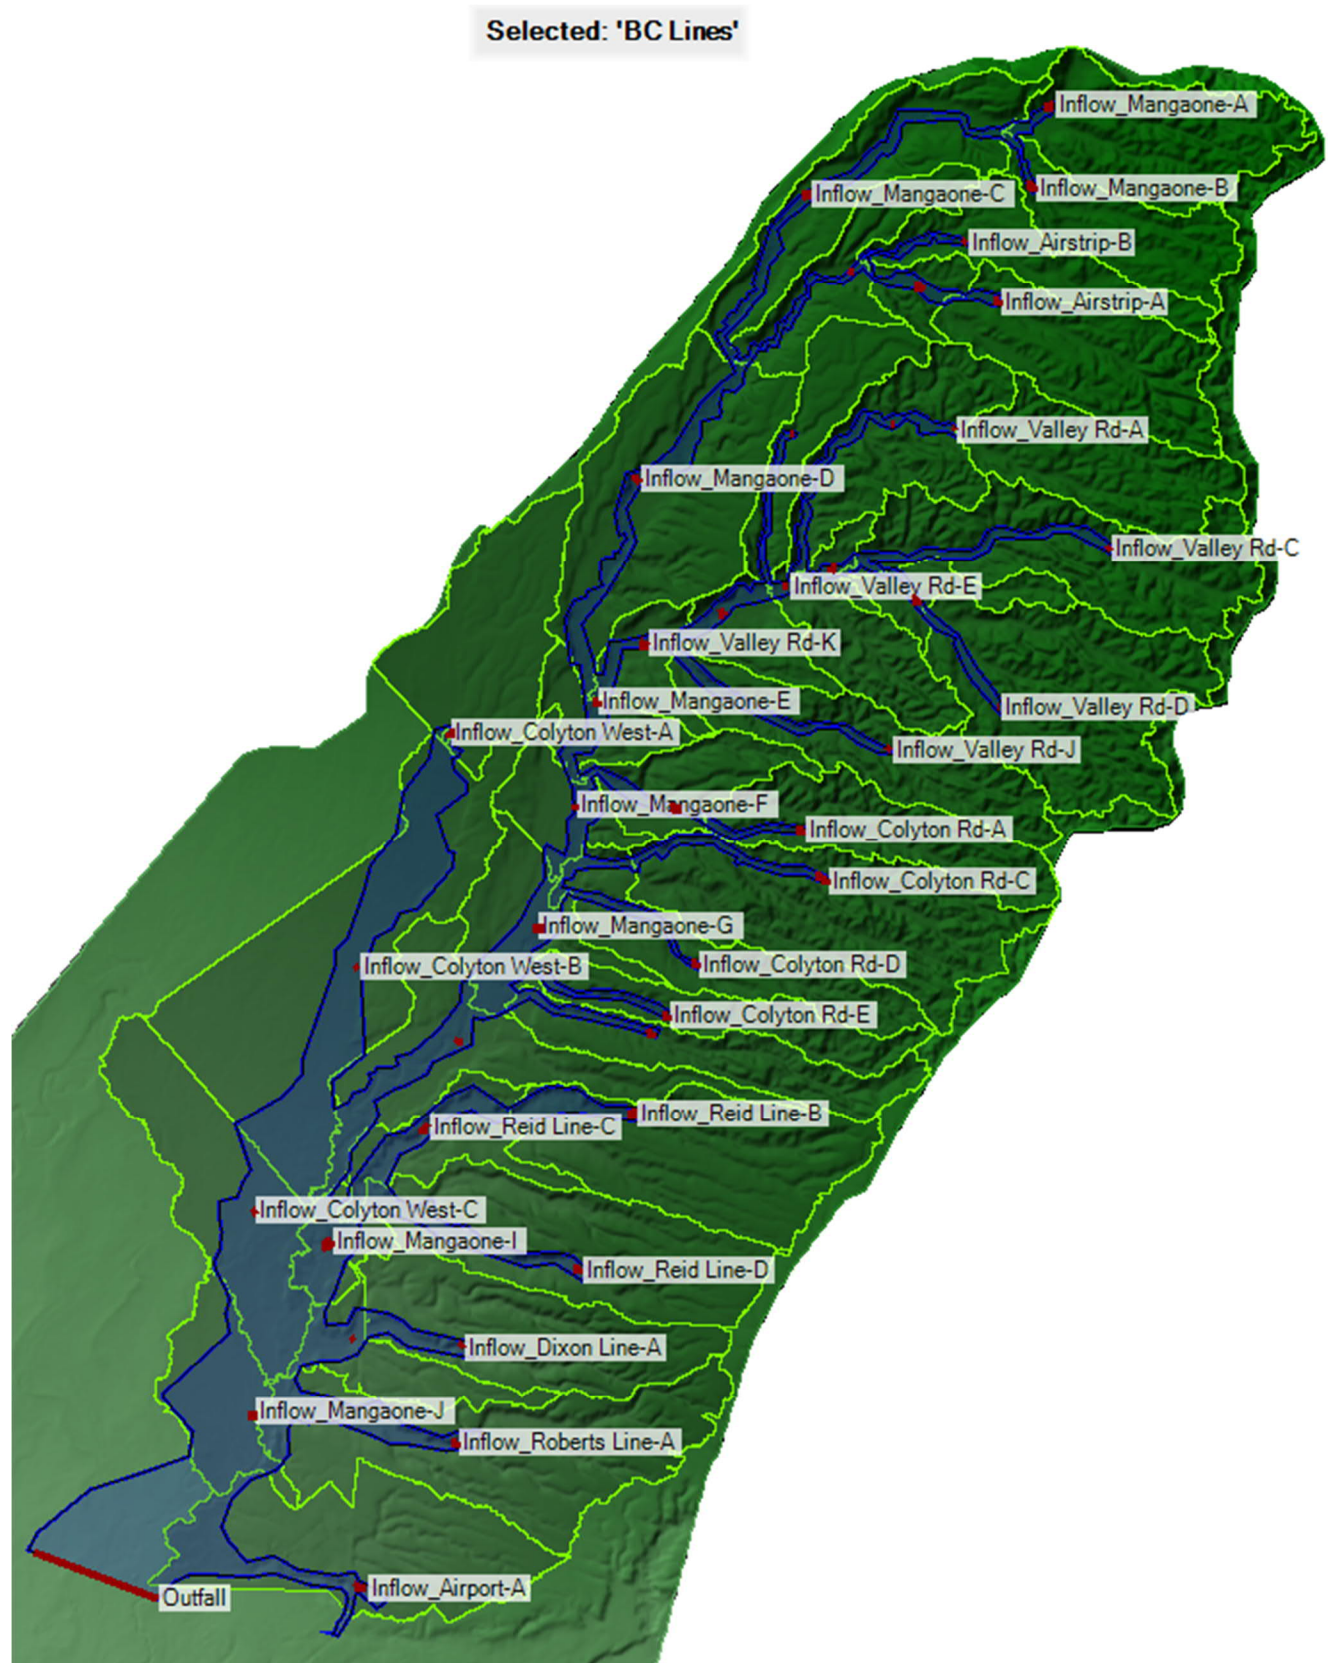 Selected: 'BC Lines'
Inflow_Mangaone-A
Inflow_Mangaone-B
Inflow_Mangaone-C
Inflow_Airstrip-B
Inflow_Airstrip-A
Inflow_Valley Rd-A
Inflow_Mangaone-D
Inflow_Valley Rd-C
Inflow_Valley Rd-E
Inflow_Valley Rd-K
Inflow_Mangaone-E
Inflow_Valley Rd-D
Inflow_Colyton West-A
Inflow_Valley Rd-J
Inflow_Mangaone-F
Inflow_Colyton Rd-A
Inflow_Colyton Rd-C
Inflow_Mangaone-G
Inflow_Colyton West-B
Inflow_Colyton Rd-D
Inflow_Colyton Rd-E
Inflow_Reid Line-B
Inflow_Reid Line-C
Inflow_Colyton West-C
Inflow_Mangaone-I
Inflow_Reid Line-D
Inflow_Dixon Line-A
Inflow_Mangaone-J
Inflow_Roberts Line-A
Inflow_Airport-A
Outfall